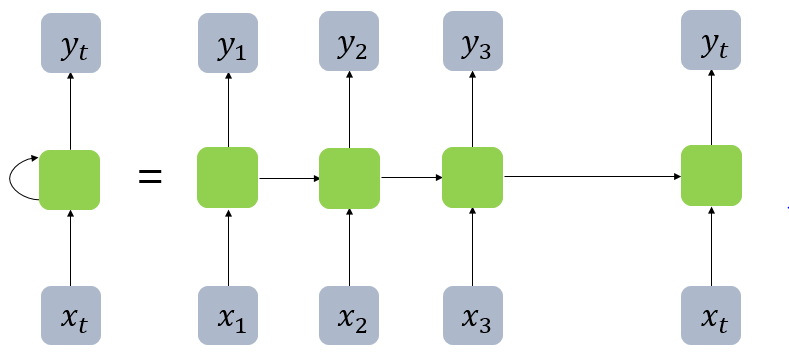 y_t y_1 y_2 y_3 y_t
=
x_t x_1 x_2 x_3 x_t